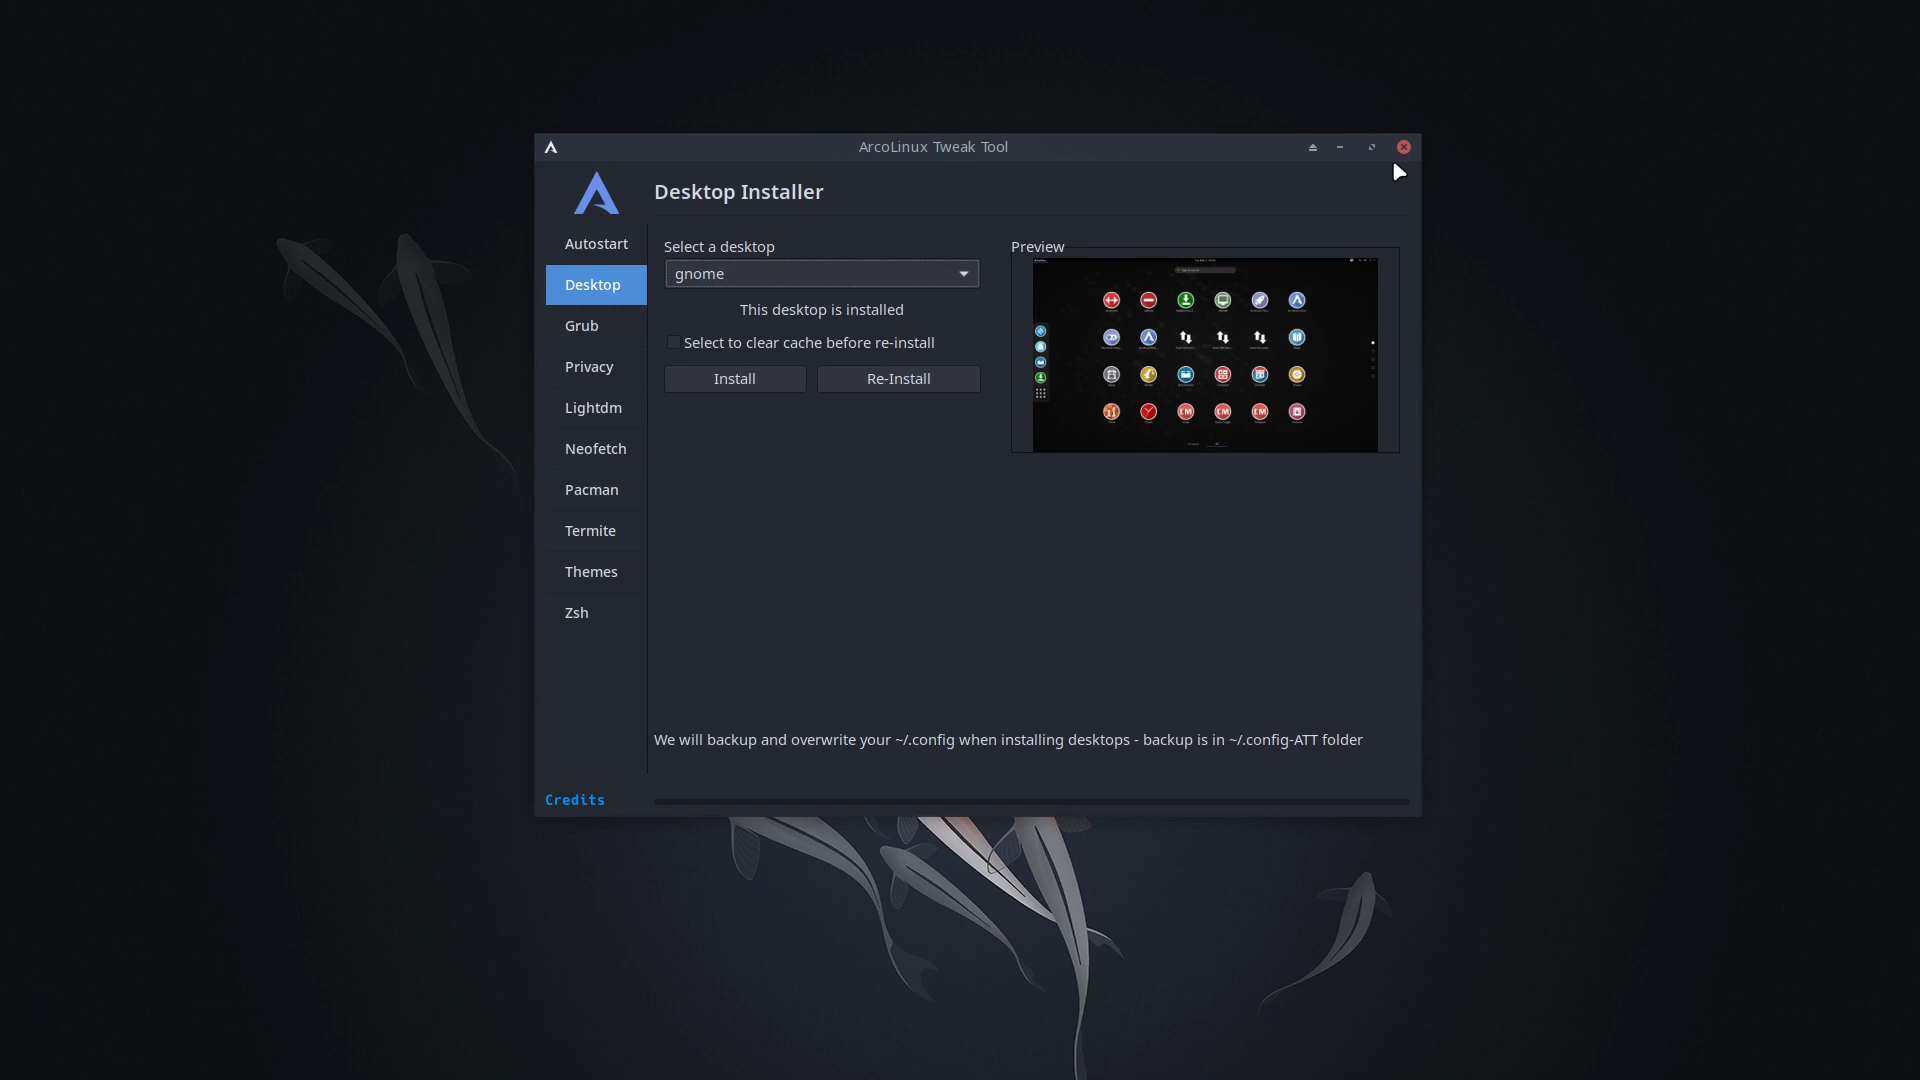 ArcoLinux Tweak Tool
Desktop Installer
Autostart
Desktop
Grub
Privacy
Lightdm
Neofetch
Pacman
Termite
Themes
Zsh
Select a desktop
gnome
This desktop is installed
Select to clear cache before re-install
Install
Re-Install
Preview
We will backup and overwrite your ~/.config when installing desktops - backup is in ~/.config-ATT folder
Credits